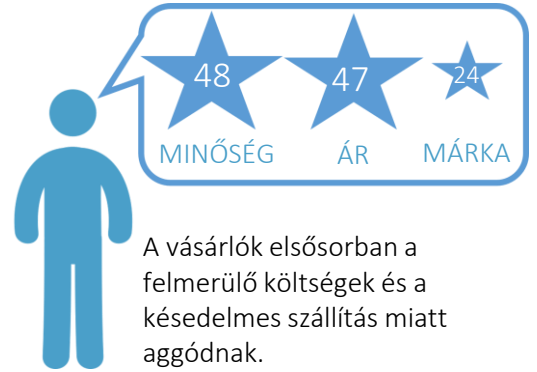 48 47 24
MINŐSÉG ÁR MÁRKA
A vásárlók elsősorban a
felmerülő költségek és a
késedelmes szállítás miatt
aggódnak.